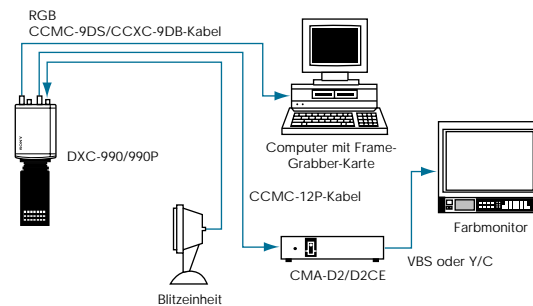 RGB
CCMC-9DS/CCXC-9DB-Kabel
SONY
DXC-990/990P
Computer mit Frame-
Grabber-Karte
CCMC-12P-Kabel
Farbmonitor
VBS oder Y/C
CMA-D2/D2CE
Blitzeinheit